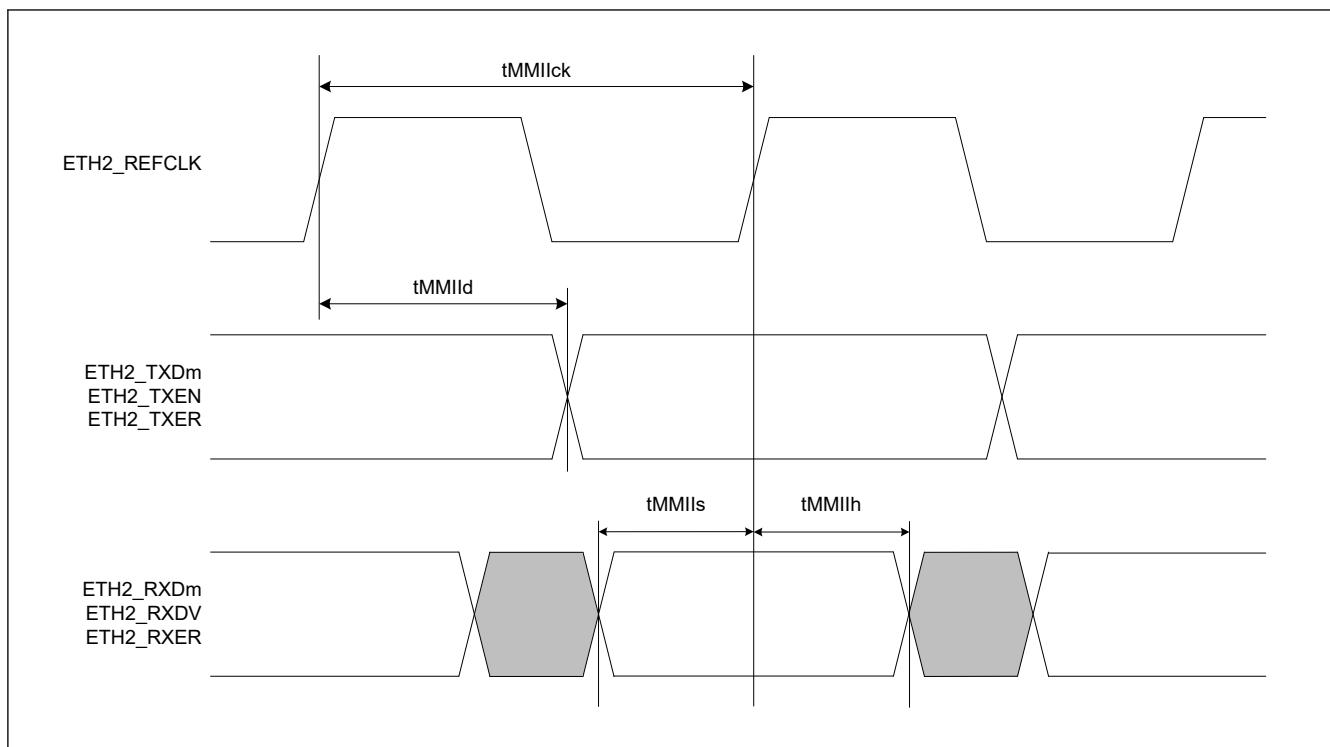 tMMIIck
ETH2_REFCLK
tMMIId
ETH2_TXDm
ETH2_TXEN
ETH2_TXER
tMMIIs
tMMIIh
ETH2_RXDm
ETH2_RXDV
ETH2_RXER